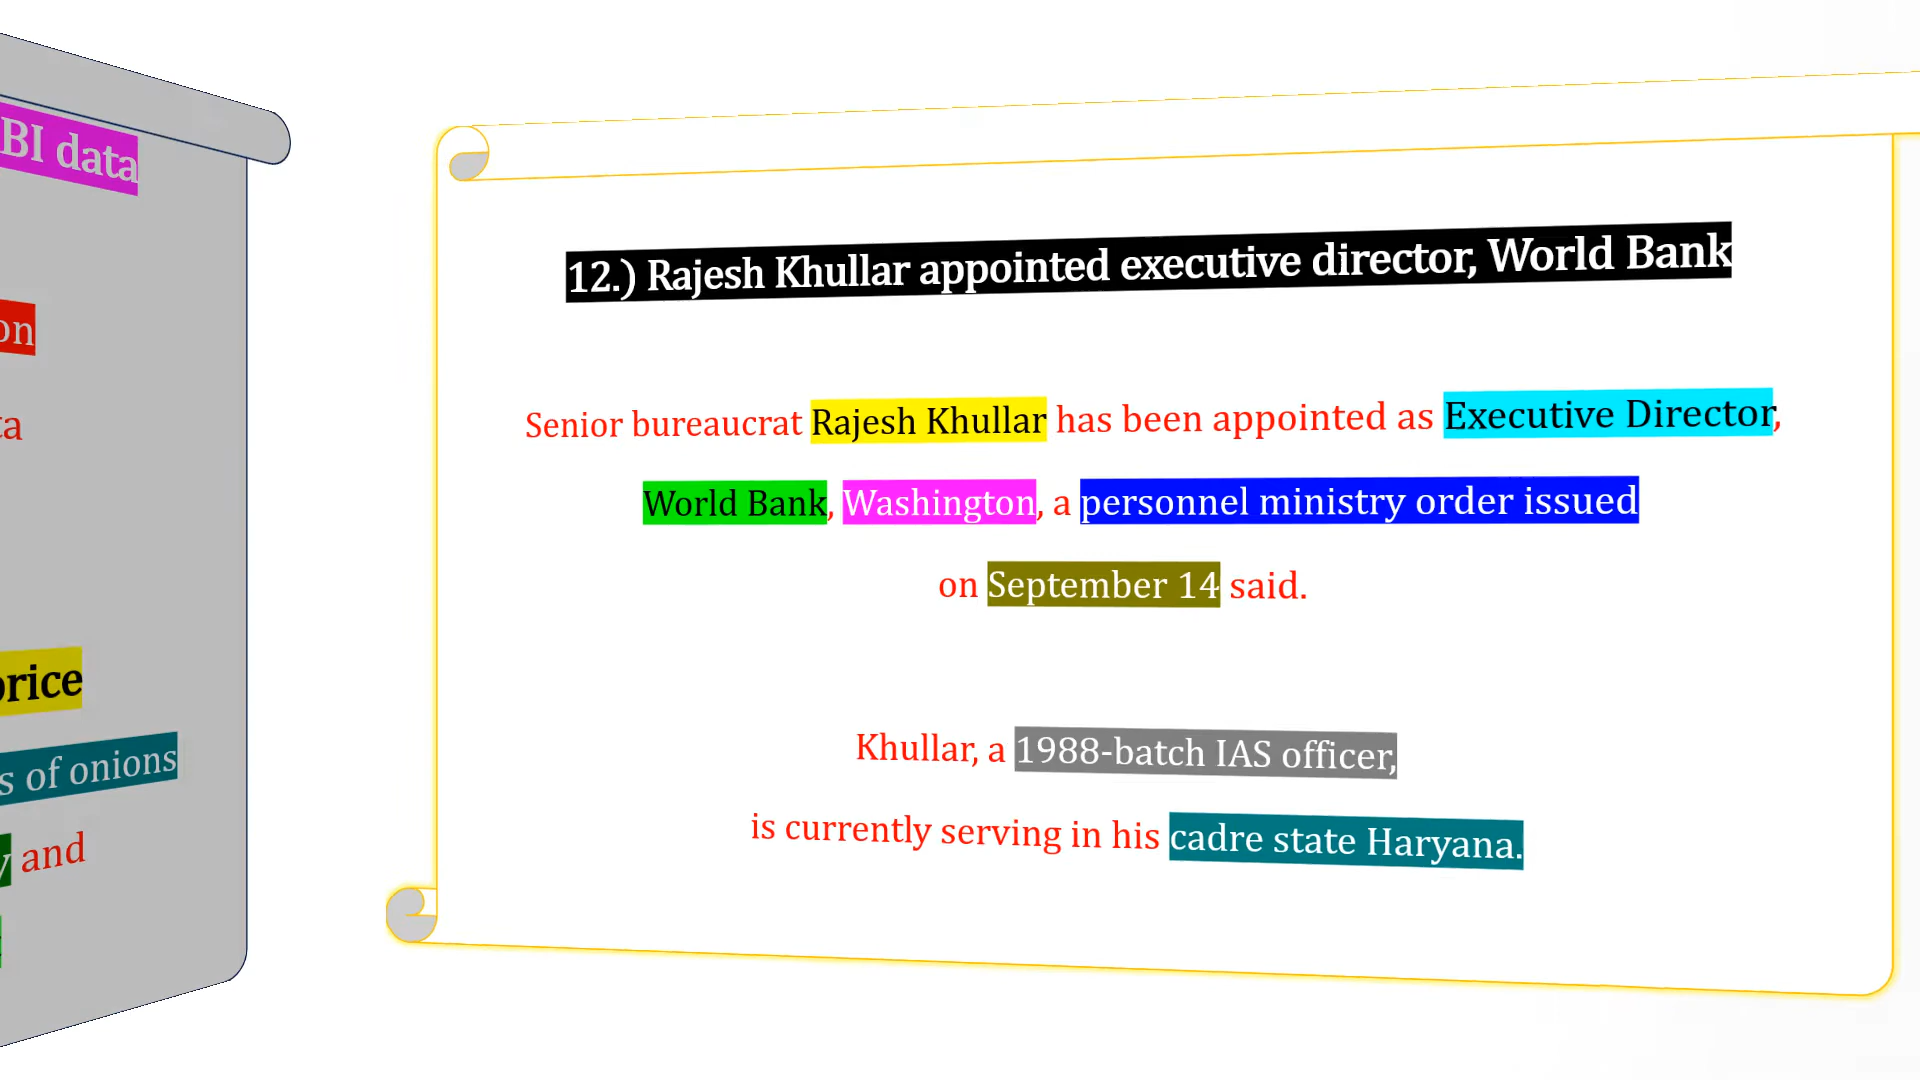 BI data
on
ta
price
s of onions
y and
12.) Rajesh Khullar appointed executive director, World Bank
Senior bureaucrat Rajesh Khullar has been appointed as Executive Director,
World Bank, Washington, a personnel ministry order issued
on September 14 said.
Khullar, a 1988-batch IAS officer,
is currently serving in his cadre state Haryana.